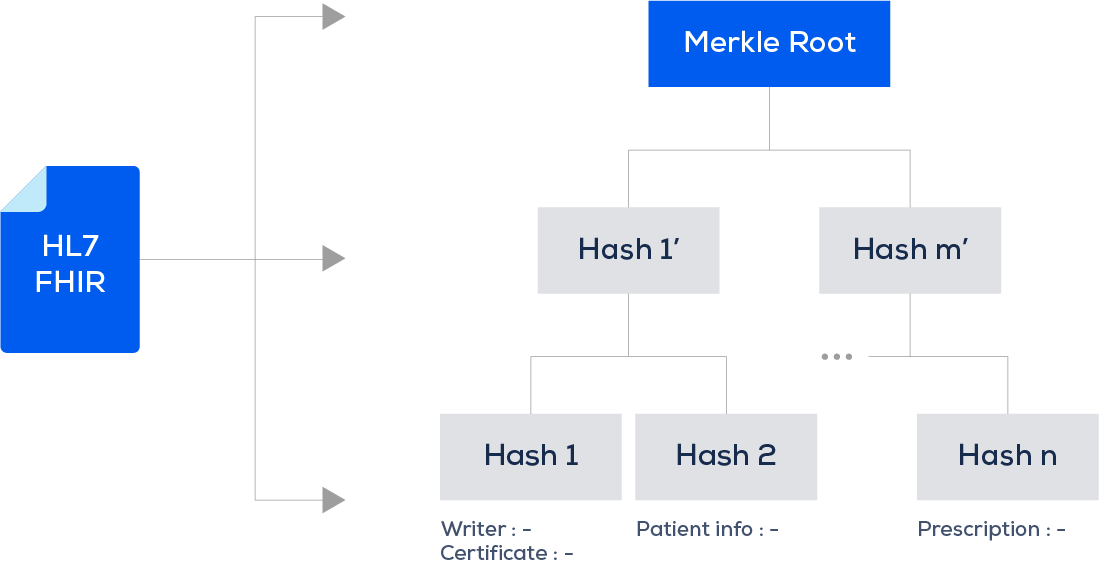 Merkle Root
HL7
FHIR
Hash 1’
Hash m’
Hash 1
Hash 2
Hash n
Writer : -
Certificate : -
Patient info : -
Prescription : -